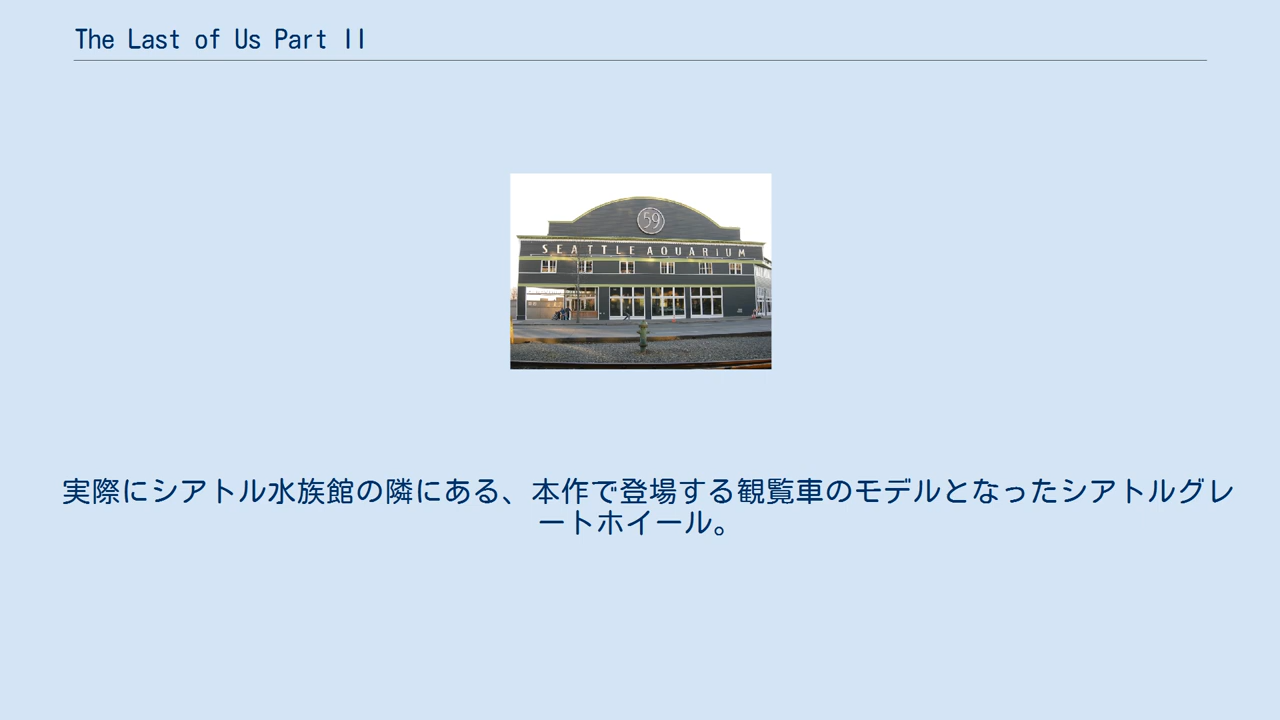 The Last of Us Part II
59
SEATTLE AQUARIUM
実際にシアトル水族館の隣にある、本作で登場する観覧車のモデルとなったシアトルグレ
ートホイール。